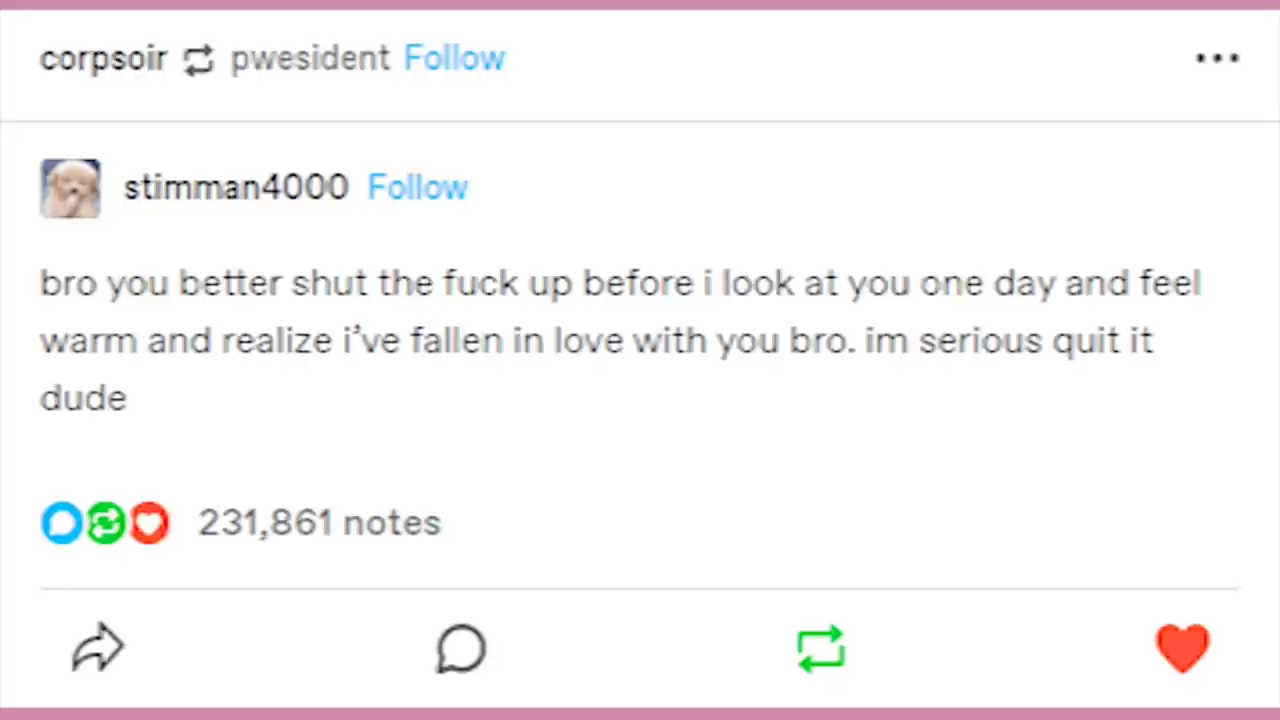 corpsoir pwesident Follow
stimman4000 Follow
bro you better shut the fuck up before i look at you one day and feel
warm and realize i've fallen in love with you bro. im serious quit it
dude
231,861 notes